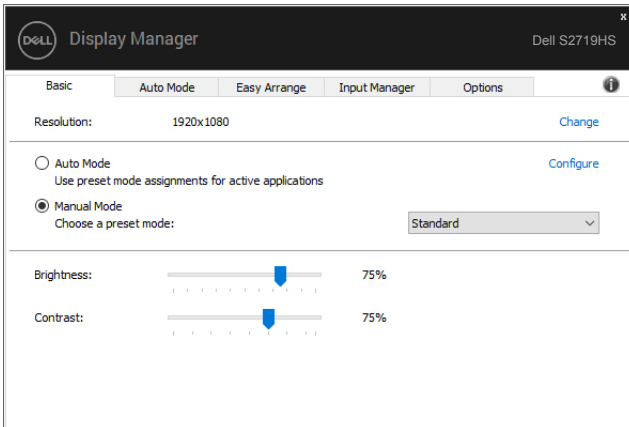 x
DELL Display Manager Dell S2719HS
Basic Auto Mode Easy Arrange Input Manager Options i
Resolution: 1920x1080 Change
Auto Mode Configure
Use preset mode assignments for active applications
Manual Mode
Choose a preset mode: Standard
Brightness: 75%
Contrast: 75%